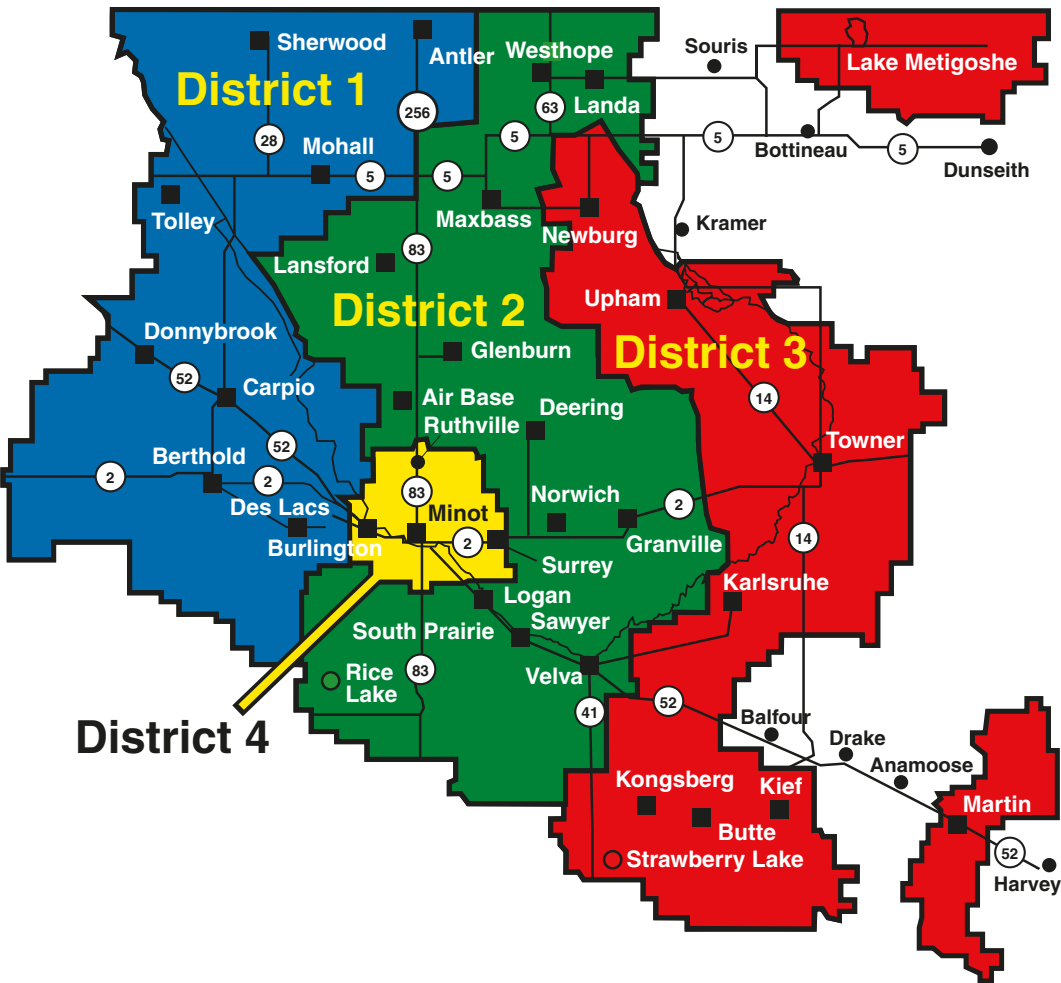 Sherwood
Antler
Westhope
Souris
Lake Metigoshe
District 1
256
63
Landa
28
Mohall
5
5
5
5
5
Bottineau
Dunseith
Tolley
Maxbass
Newburg
Kramer
83
Lansford
District 2
Upham
Donnybrook
Glenburn
District 3
52
Carpio
Air Base
Ruthville
Deering
14
52
Towner
Berthold
2
2
83
Norwich
2
Des Lacs
Minot
Burlington
2
Surrey
Granville
14
Karlsruhe
Logan
South Prairie
Sawyer
Rice
Lake
83
Velva
52
41
District 4
Balfour
Drake
Anamoose
Kongsberg
Kief
Martin
Butte
Strawberry Lake
52
Harvey